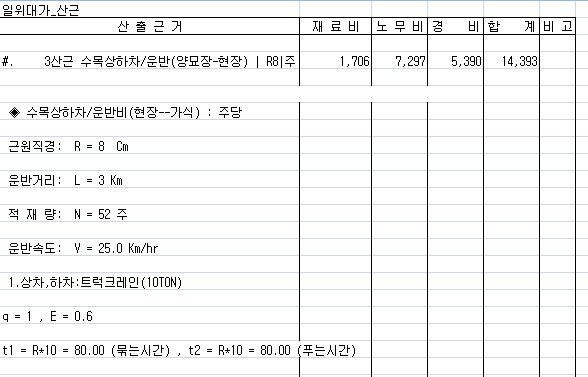 일위대가_산근
산 출 근 거 재 료 비 노 무 비 경 비 합 계 비 고
#. 3산근 수목상하차/운반(양묘장-현장) | R8|주 1,706 7,297 5,390 14,393
◈ 수목상하차/운반비(현장--가식) : 주당
근원직경: R = 8 Cm
운반거리: L = 3 Km
적 재 량: N = 52 주
운반속도: V = 25.0 Km/hr
1.상차,하차:트럭크레인(10TON)
q = 1 , E = 0.6
t1 = R*10 = 80.00 (묶는시간) , t2 = R*10 = 80.00 (푸는시간)